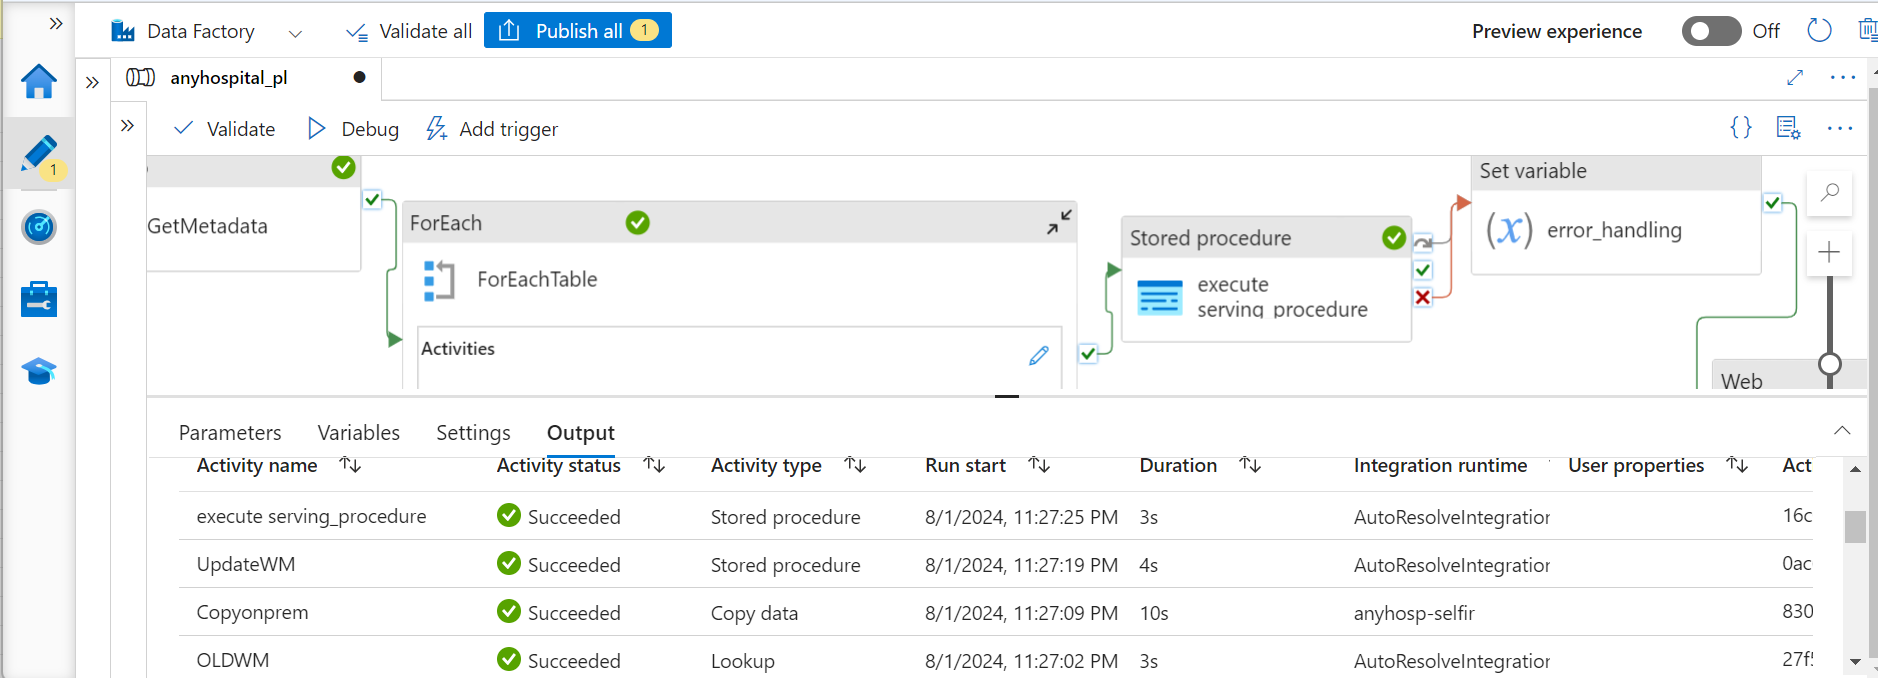 Data Factory
Validate all
Publish all 1
Preview experience
Off
anyhospital_pl
Validate
Debug
Add trigger
{}
1
GetMetadata
ForEach
ForEachTable
Activities
Stored procedure
execute
serving_procedure
Set variable
(x) error_handling
Web
Parameters Variables Settings Output
Activity name Activity status Activity type Run start Duration Integration runtime User properties Act
execute serving_procedure Succeeded Stored procedure 8/1/2024, 11:27:25 PM 3s AutoResolveIntegration 16c
UpdateWM Succeeded Stored procedure 8/1/2024, 11:27:19 PM 4s AutoResolveIntegration 0ac
Copyonprem Succeeded Copy data 8/1/2024, 11:27:09 PM 10s anyhosp-selfir 830
OLDWM Succeeded Lookup 8/1/2024, 11:27:02 PM 3s AutoResolveIntegration 27f